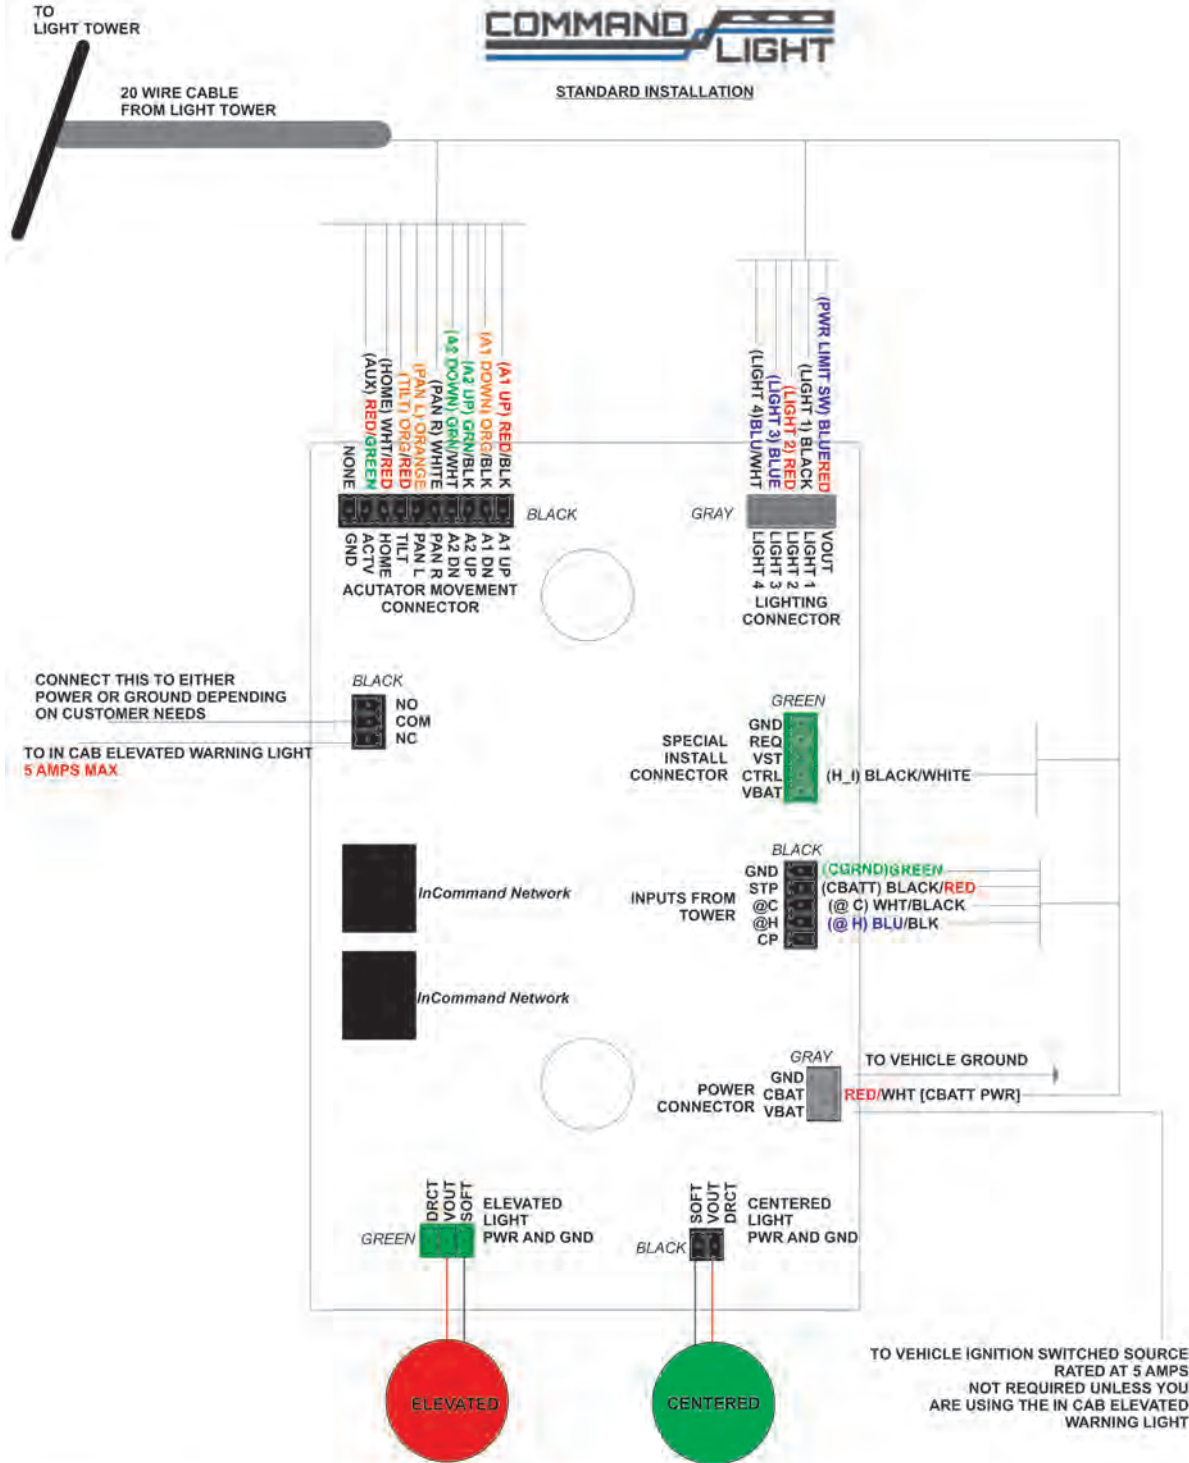 TO
LIGHT TOWER
COMMAND
LIGHT
20 WIRE CABLE
FROM LIGHT TOWER
STANDARD INSTALLATION
NONE
(AUX) RED/GREEN
(HOME) WHT/RED
(TILT) ORG/RED
(PAN L) ORANGE
(PAN R) WHITE
(A2 DOWN) GRN/WHT
(A2 UP) GRN/BLK
(A1 DOWN) ORG/BLK
(A1 UP) RED/BLK
BLACK
GND
ACTV
HOME
TILT
PAN L
PAN R
A2 DN
A2 UP
A1 DN
A1 UP
ACUTATOR MOVEMENT
CONNECTOR
(LIGHT 4)BLU/WHT
(LIGHT 3) BLUE
(LIGHT 2) RED
(LIGHT 1) BLACK
(PWR LIMIT SW) BLUERED
GRAY
LIGHT 4
LIGHT 3
LIGHT 2
LIGHT 1
VOUT
LIGHTING
CONNECTOR
CONNECT THIS TO EITHER
POWER OR GROUND DEPENDING
ON CUSTOMER NEEDS
TO IN CAB ELEVATED WARNING LIGHT
5 AMPS MAX
BLACK
NO
COM
NC
GREEN
SPECIAL
INSTALL
CONNECTOR
GND
REQ
VST
CTRL
VBAT
(H_I) BLACK/WHITE
BLACK
INPUTS FROM
TOWER
GND
STP
@C
@H
CP
(CGRND)GREEN
(CBATT) BLACK/RED
(@ C) WHT/BLACK
(@ H) BLU/BLK
InCommand Network
InCommand Network
GRAY
POWER
CONNECTOR
GND
CBAT
VBAT
TO VEHICLE GROUND
RED/WHT [CBATT PWR]
DRCT
VOUT
SOFT
ELEVATED
LIGHT
PWR AND GND
GREEN
SOFT
VOUT
DRCT
CENTERED
LIGHT
PWR AND GND
BLACK
ELEVATED
CENTERED
TO VEHICLE IGNITION SWITCHED SOURCE
RATED AT 5 AMPS
NOT REQUIRED UNLESS YOU
ARE USING THE IN CAB ELEVATED
WARNING LIGHT